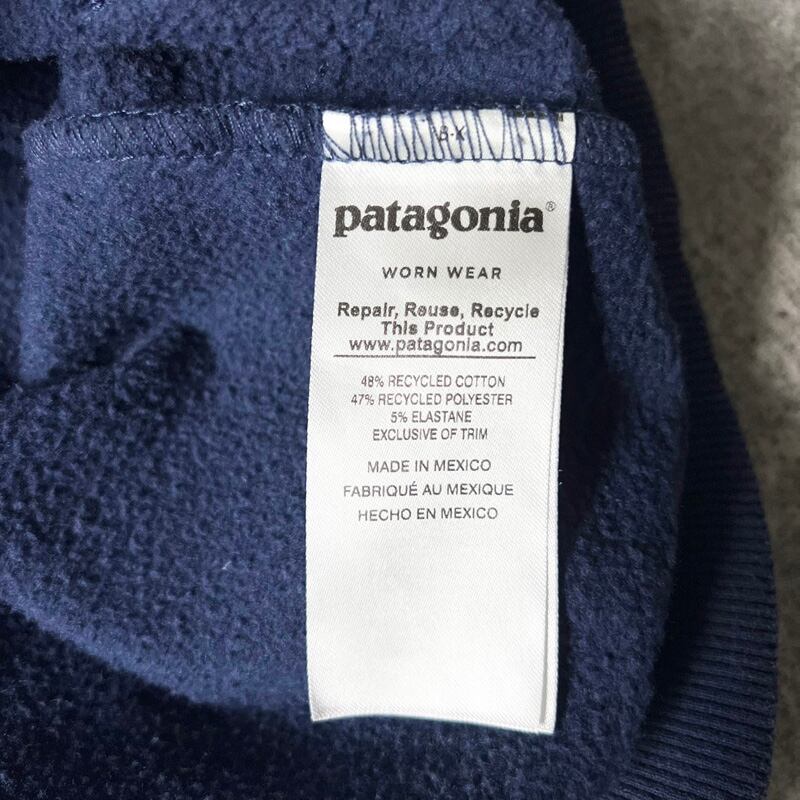 patagonia®
WORN WEAR
Repair, Reuse, Recycle
This Product
www.patagonia.com
48% RECYCLED COTTON
47% RECYCLED POLYESTER
5% ELASTANE
EXCLUSIVE OF TRIM
MADE IN MEXICO
FABRIQUÉ AU MEXIQUE
HECHO EN MEXICO